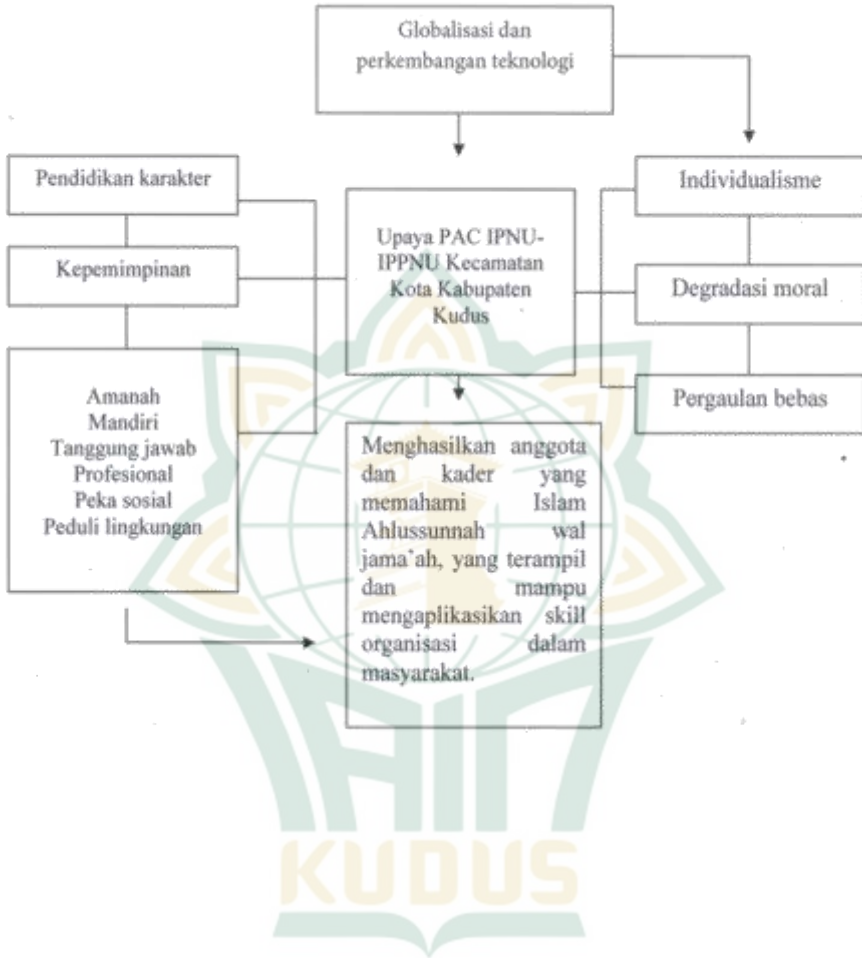 Globalisasi dan
perkembangan teknologi
Pendidikan karakter
Individualisme
Upaya PAC IPNU-
IPPNU Kecamatan
Kota Kabupaten
Kudus
Kepemimpinan
Degradasi moral
Amanah
Mandiri
Tanggung jawab
Profesional
Peka sosial
Peduli lingkungan
Pergaulan bebas
Menghasilkan anggota
dan kader yang
memahami Islam
Ahlussunnah wal
jama’ah, yang terampil
dan mampu
mengaplikasikan skill
organisasi dalam
masyarakat.
IAIN
KUDUS